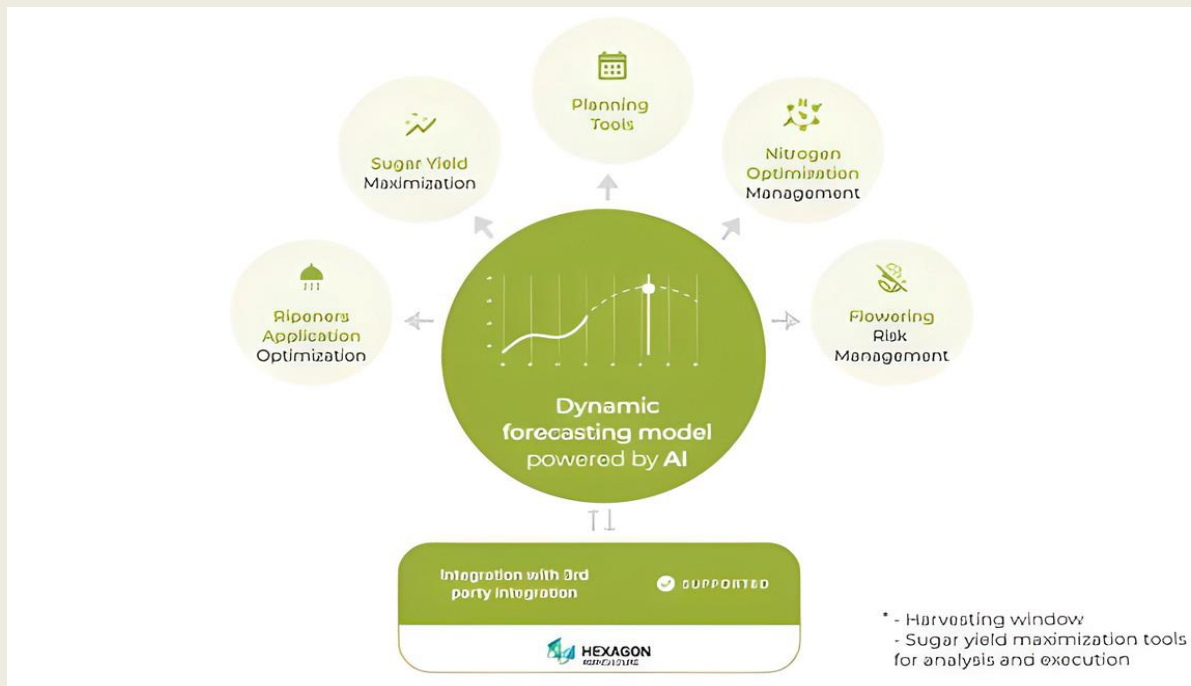 Planning
Tools
Sugar Yield
Maximization
Nitrogen
Optimization
Management
Ripeners
Application
Optimization
Flowering
Risk
Management
Dynamic
forecasting model
powered by AI
Integration with 3rd
party integration
SUPPORTED
HEXAGON
* - Harvesting window
- Sugar yield maximization tools
for analysis and execution